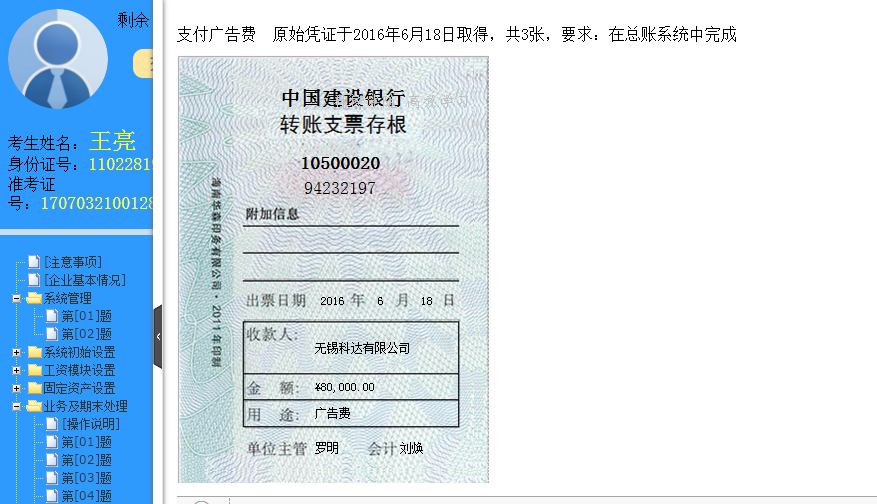 剩余
考生姓名：王亮
身份证号：1102281
准考证
号：1707032100128
[注意事项]
[企业基本情况]
系统管理
第[01]题
第[02]题
系统初始设置
工资模块设置
固定资产设置
业务及期末处理
[操作说明]
第[01]题
第[02]题
第[03]题
第[04]题
支付广告费 原始凭证于2016年6月18日取得，共3张，要求：在总账系统中完成
中国建设银行
转账支票存根
10500020
94232197
附加信息
出票日期 2016 年 6 月 18 日
收款人：
无锡科达有限公司
金 额：¥80,000.00
用 途：广告费
单位主管 罗明 会计 刘焕
海南华森印务有限公司·2011年印制